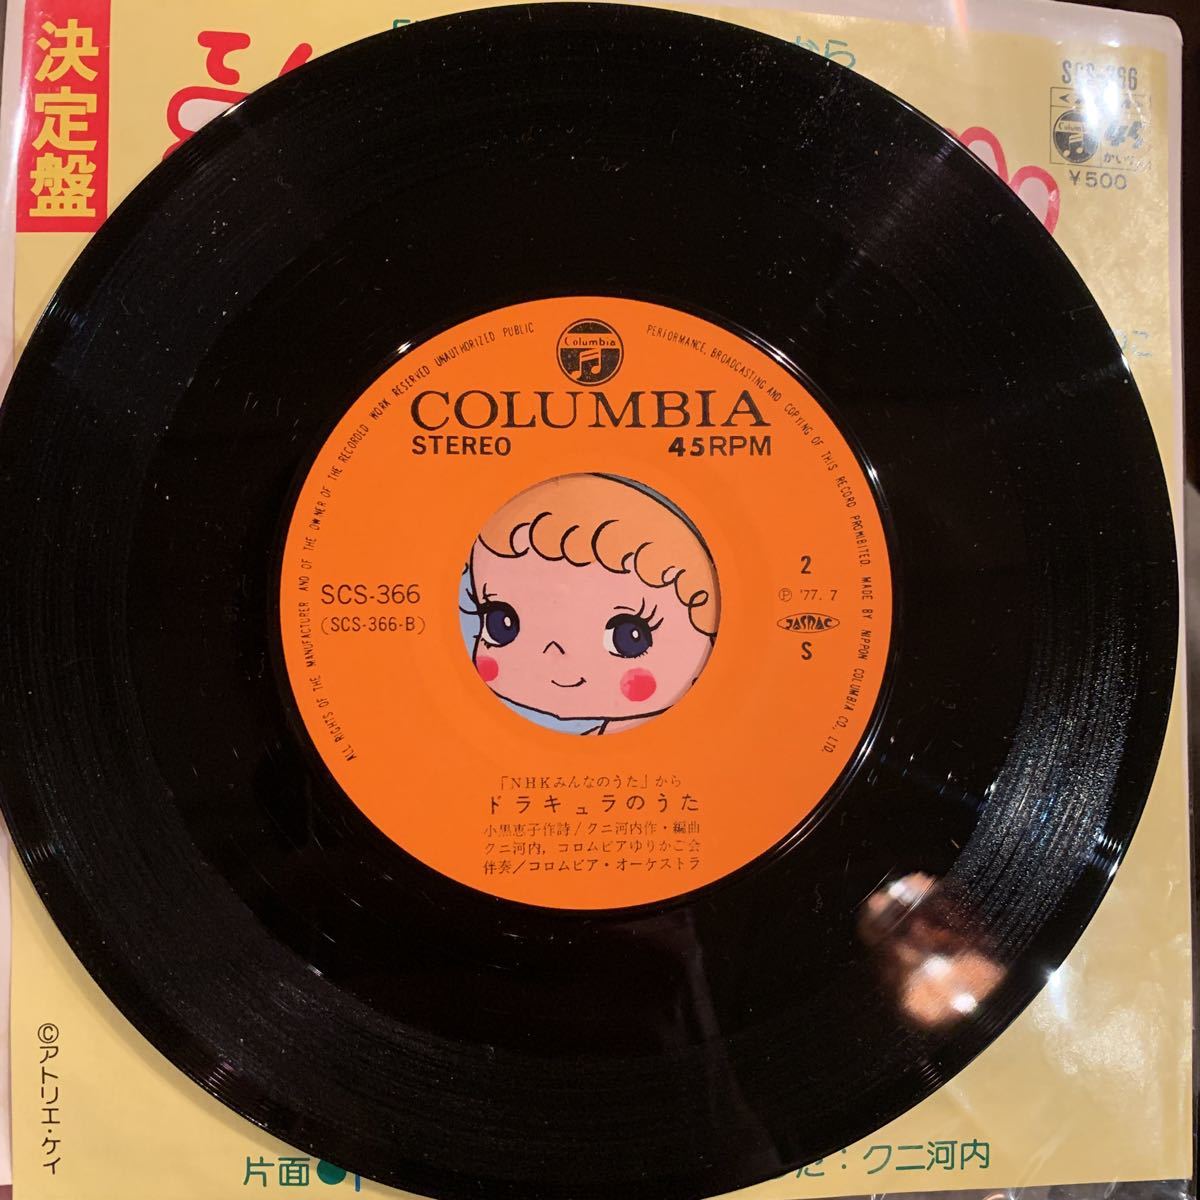 決定盤
から
SCS-366
Columbia
45
¥500
Columbia
COLUMBIA
STEREO 45RPM
ALL RIGHTS OF THE MANUFACTURER AND OF THE OWNER OF THE RECORDED WORK RESERVED UNAUTHORIZED PUBLIC PERFORMANCE, BROADCASTING AND COPYING OF THIS RECORD PROHIBITED. MADE BY NIPPON COLUMBIA CO., LTD.
SCS-366
(SCS-366-B)
2
Ⓟ '77. 7
JASRAC
S
「NHKみんなのうた」から
ドラキュラのうた
小黒恵子作詩/クニ河内作・編曲
クニ河内, コロムビアゆりかご会
伴奏/コロムビア・オーケストラ
©アトリエ・ケイ
片面●
た:クニ河内